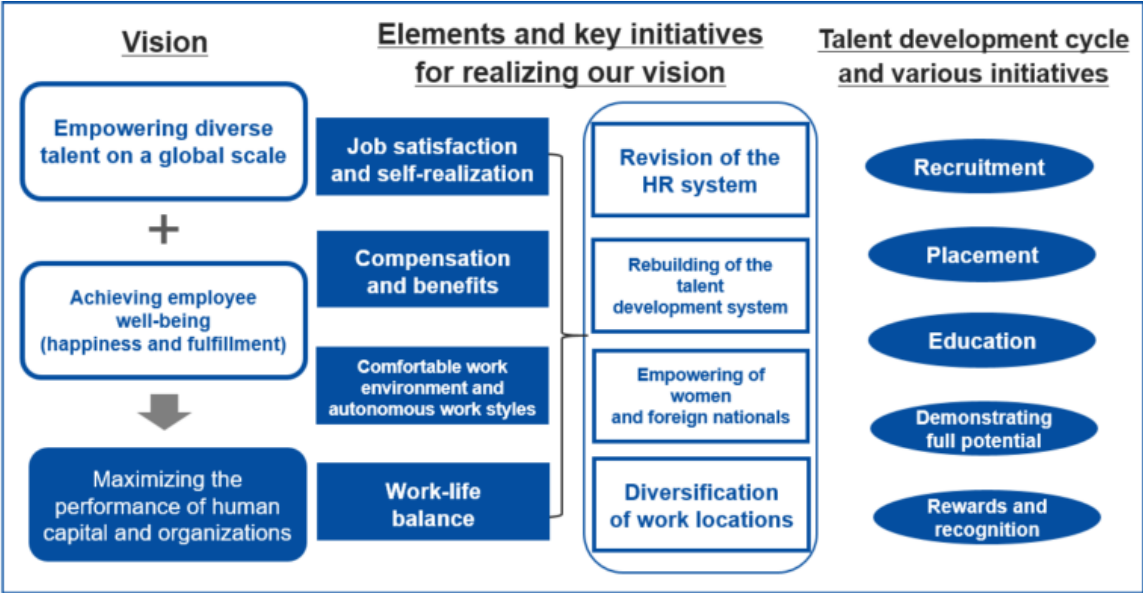 Vision
Empowering diverse
talent on a global scale
+
Achieving employee
well-being
(happiness and fulfillment)
Maximizing the
performance of human
capital and organizations
Elements and key initiatives
for realizing our vision
Job satisfaction
and self-realization
Compensation
and benefits
Comfortable work
environment and
autonomous work styles
Work-life
balance
Revision of the
HR system
Rebuilding of the
talent
development system
Empowering of
women
and foreign nationals
Diversification
of work locations
Talent development cycle
and various initiatives
Recruitment
Placement
Education
Demonstrating
full potential
Rewards and
recognition